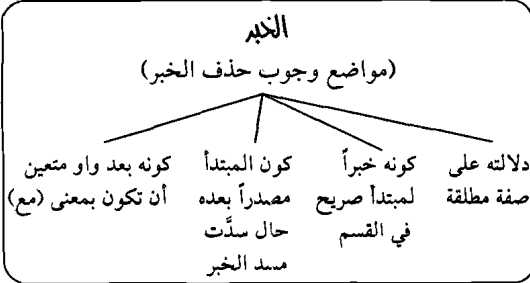 الخبر
(مواضع وجوب حذف الخبر)
دلالته على
صفة مطلقة
كونه خبراً
لمبتدأ صريح
في القسم
كون المبتدأ
مصدراً بعده
حال سدَّت
مسد الخبر
كونه بعد واو متعين
أن تكون بمعنى (مع)